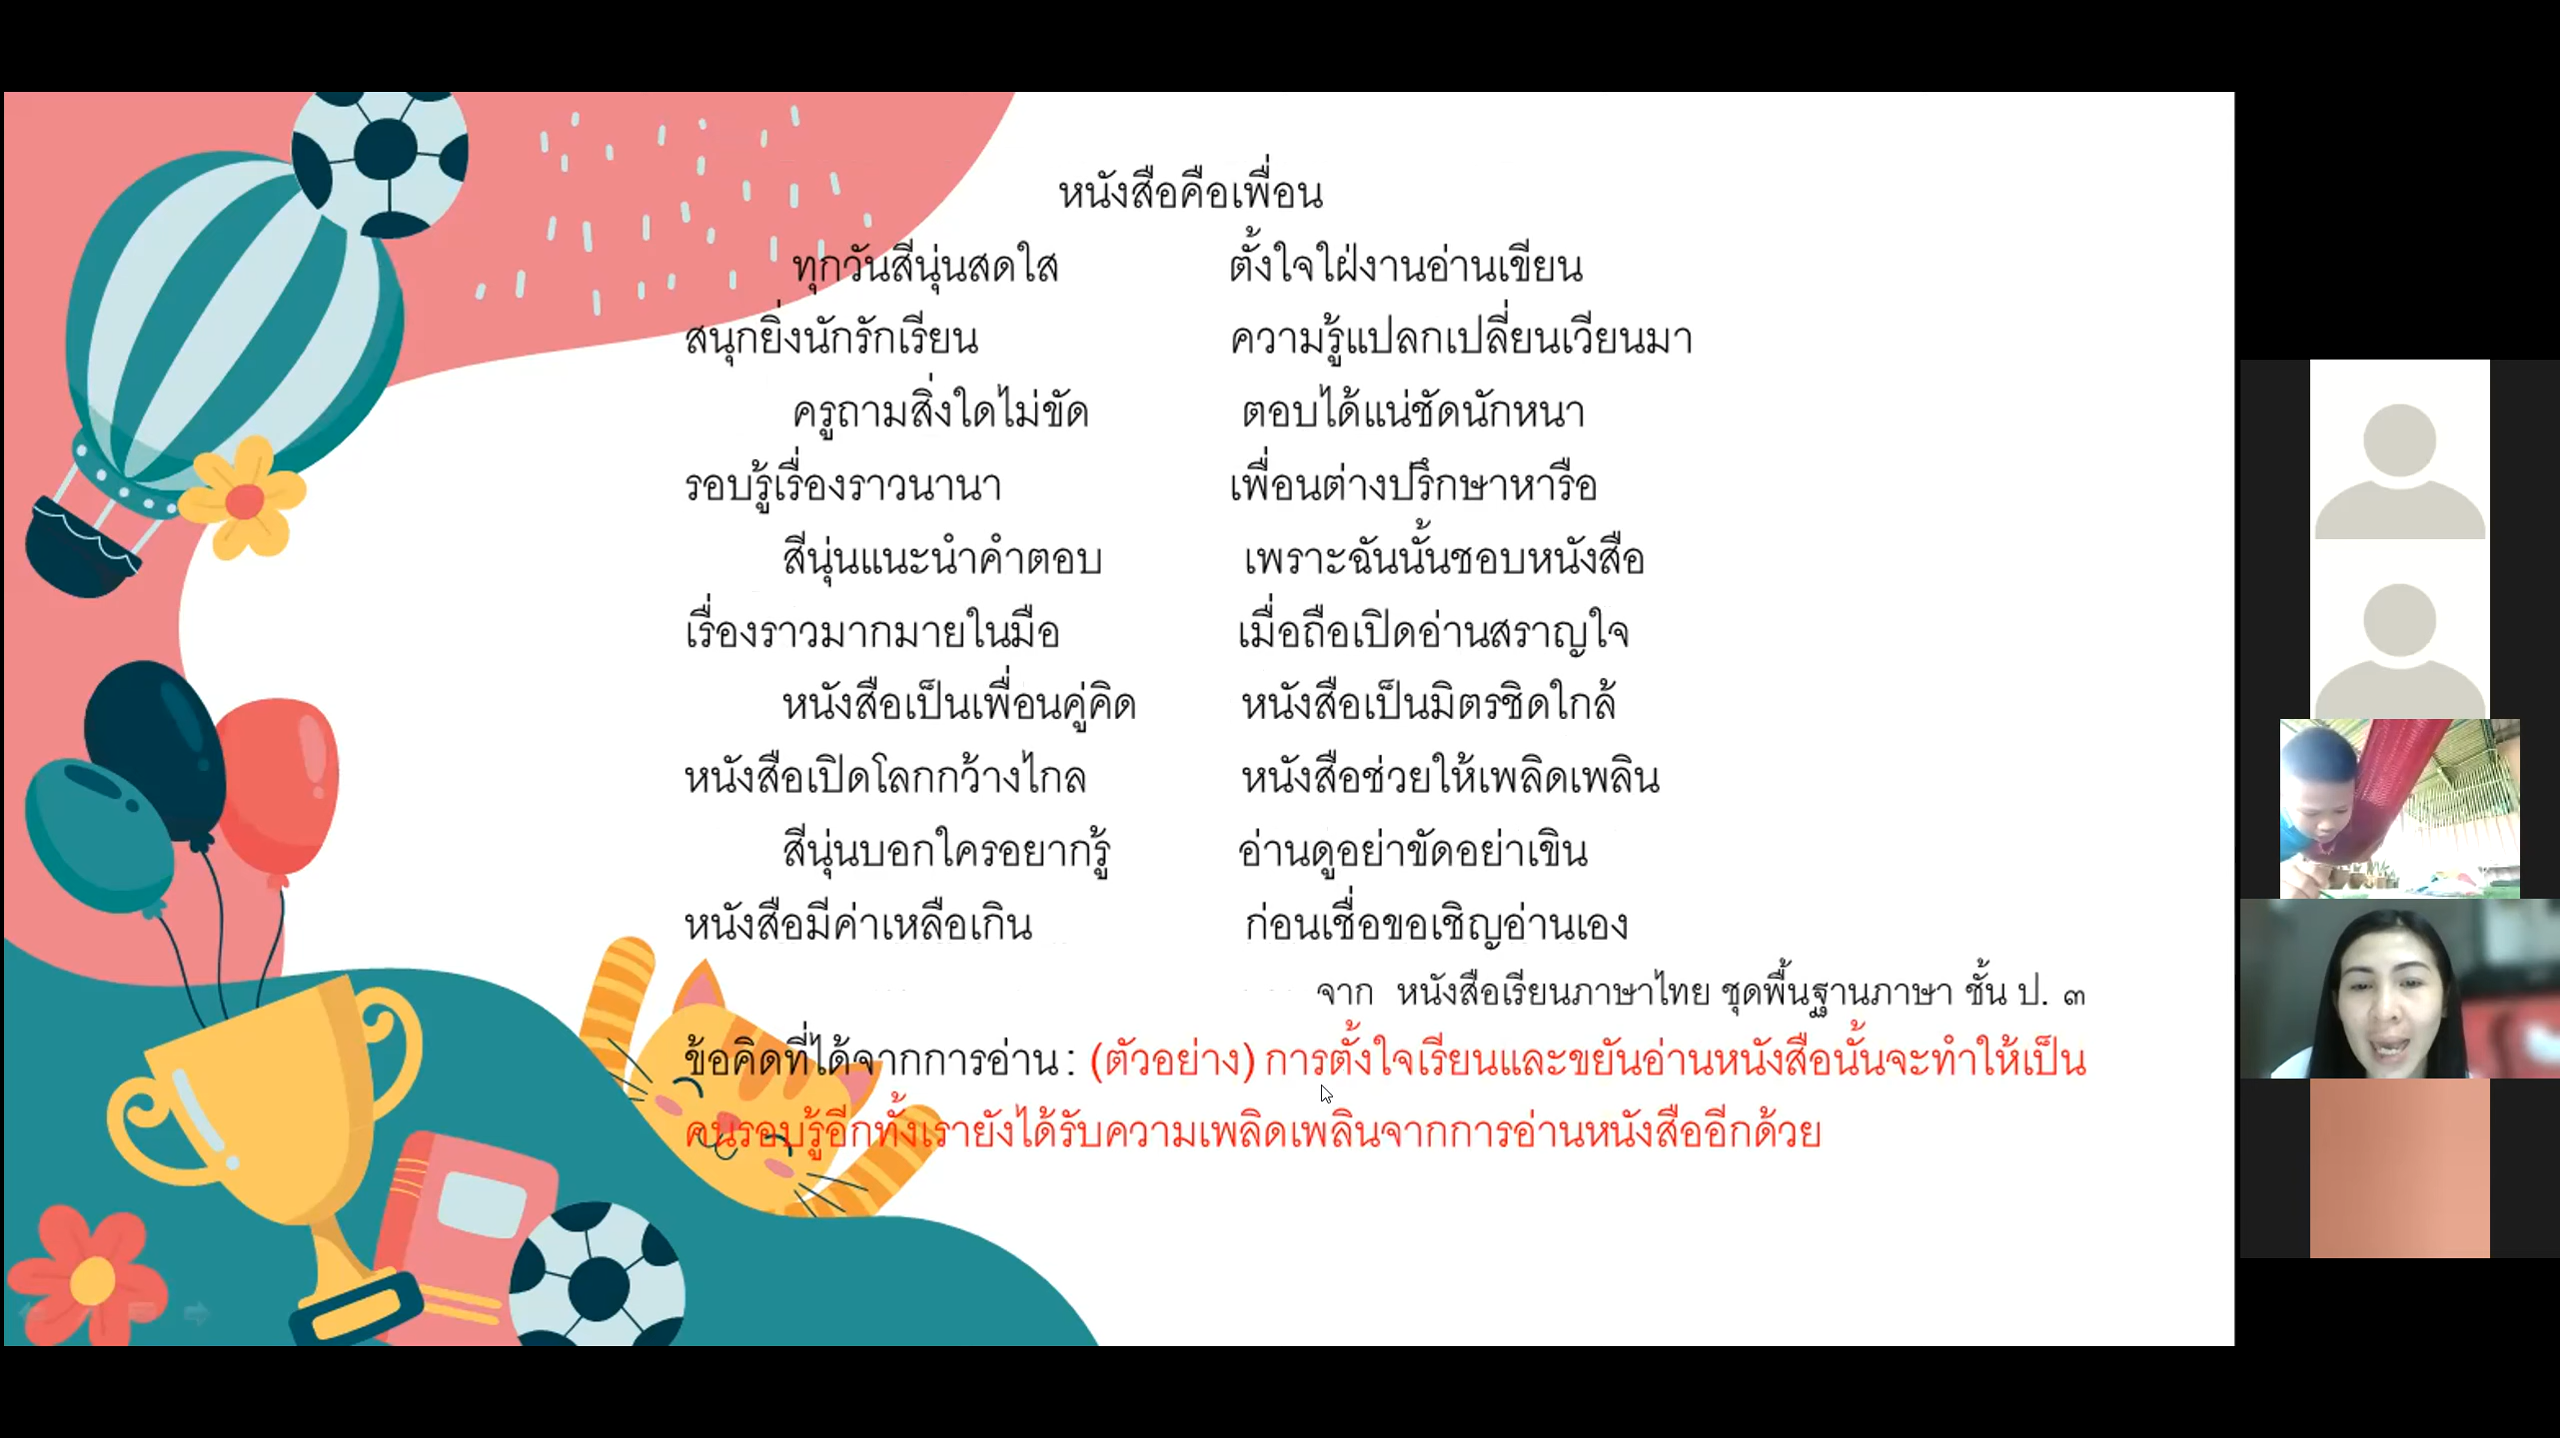 หนังสือคือเพื่อน
ทุกวันสีนุ่นสดใส ตั้งใจใฝ่งานอ่านเขียน
สนุกยิ่งนักรักเรียน ความรู้แปลกเปลี่ยนเวียนมา
ครูถามสิ่งใดไม่ขัด ตอบได้แน่ชัดนักหนา
รอบรู้เรื่องราวนานา เพื่อนต่างปรึกษาหารือ
สีนุ่นแนะนำคำตอบ เพราะฉันนั้นชอบหนังสือ
เรื่องราวมากมายในมือ เมื่อถือเปิดอ่านสราญใจ
หนังสือเป็นเพื่อนคู่คิด หนังสือเป็นมิตรชิดใกล้
หนังสือเปิดโลกกว้างไกล หนังสือช่วยให้เพลิดเพลิน
สีนุ่นบอกใครอยากรู้ อ่านดูอย่าขัดอย่าเขิน
หนังสือมีค่าเหลือเกิน ก่อนเชื่อขอเชิญอ่านเอง
จาก หนังสือเรียนภาษาไทย ชุดพื้นฐานภาษา ชั้น ป. ๓
ข้อคิดที่ได้จากการอ่าน : (ตัวอย่าง) การตั้งใจเรียนและขยันอ่านหนังสือนั้นจะทำให้เป็น
คนรอบรู้อีกทั้งเรายังได้รับความเพลิดเพลินจากการอ่านหนังสืออีกด้วย